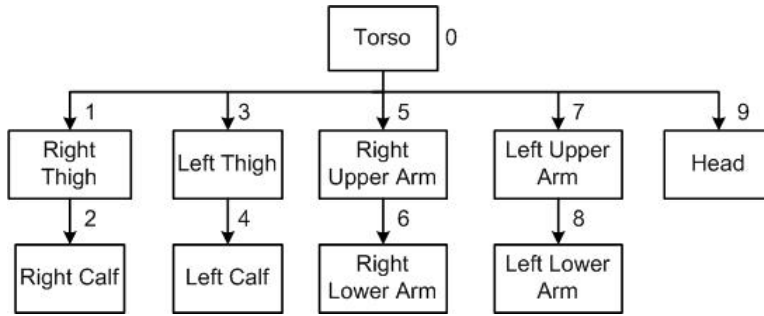 Torso 0
1 3 5 7 9
Right
Thigh
Left Thigh
Right
Upper Arm
Left Upper
Arm
Head
2 4 6 8
Right Calf
Left Calf
Right
Lower Arm
Left Lower
Arm